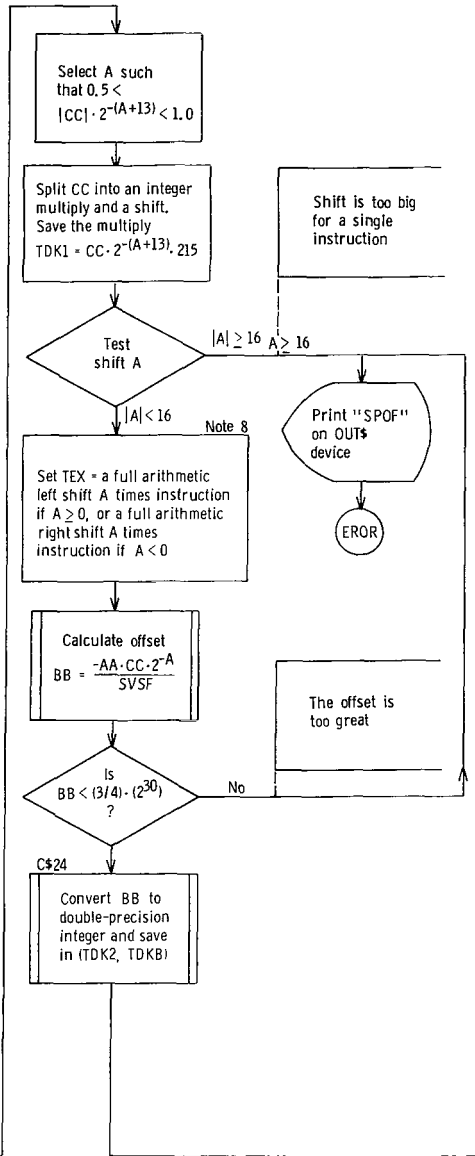 Select A such
that 0.5 <
|CC| · 2^-(A+13) < 1.0
Split CC into an integer
multiply and a shift.
Save the multiply
TDK1 = CC · 2^-(A+13) · 215
Shift is too big
for a single
instruction
Test
shift A
|A| ≥ 16 A ≥ 16
|A| < 16
Note 8
Print "SPOF"
on OUT$
device
EROR
Set TEX = a full arithmetic
left shift A times instruction
if A ≥ 0, or a full arithmetic
right shift A times
instruction if A < 0
Calculate offset
BB = -AA · CC · 2^-A
SVSF
The offset is
too great
Is
BB < (3/4) · (2^30)
?
No
C$24
Convert BB to
double-precision
integer and save
in (TDK2, TDKB)